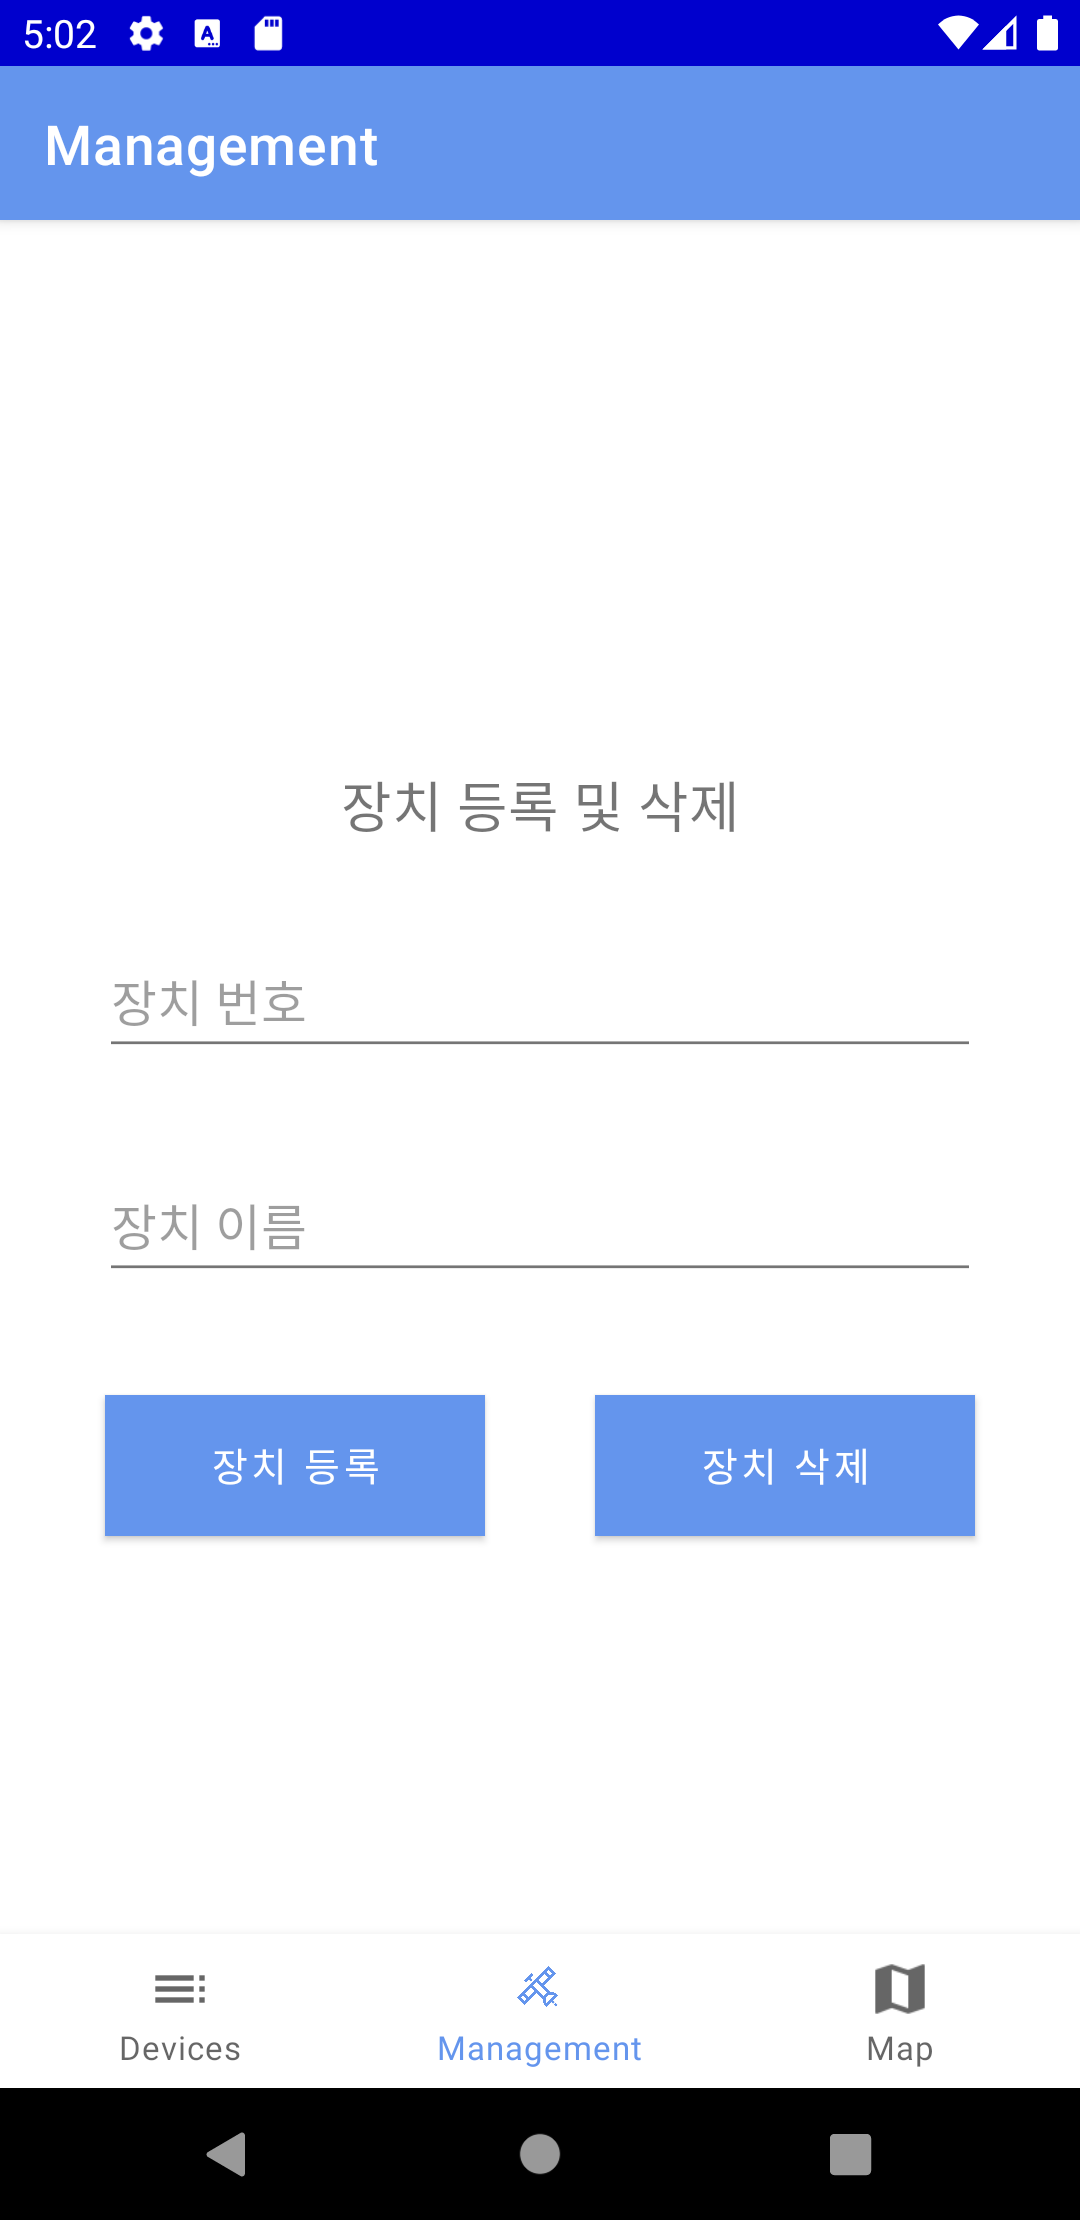 5:02
Management
장치 등록 및 삭제
장치 번호
장치 이름
장치 등록
장치 삭제
Devices
Management
Map